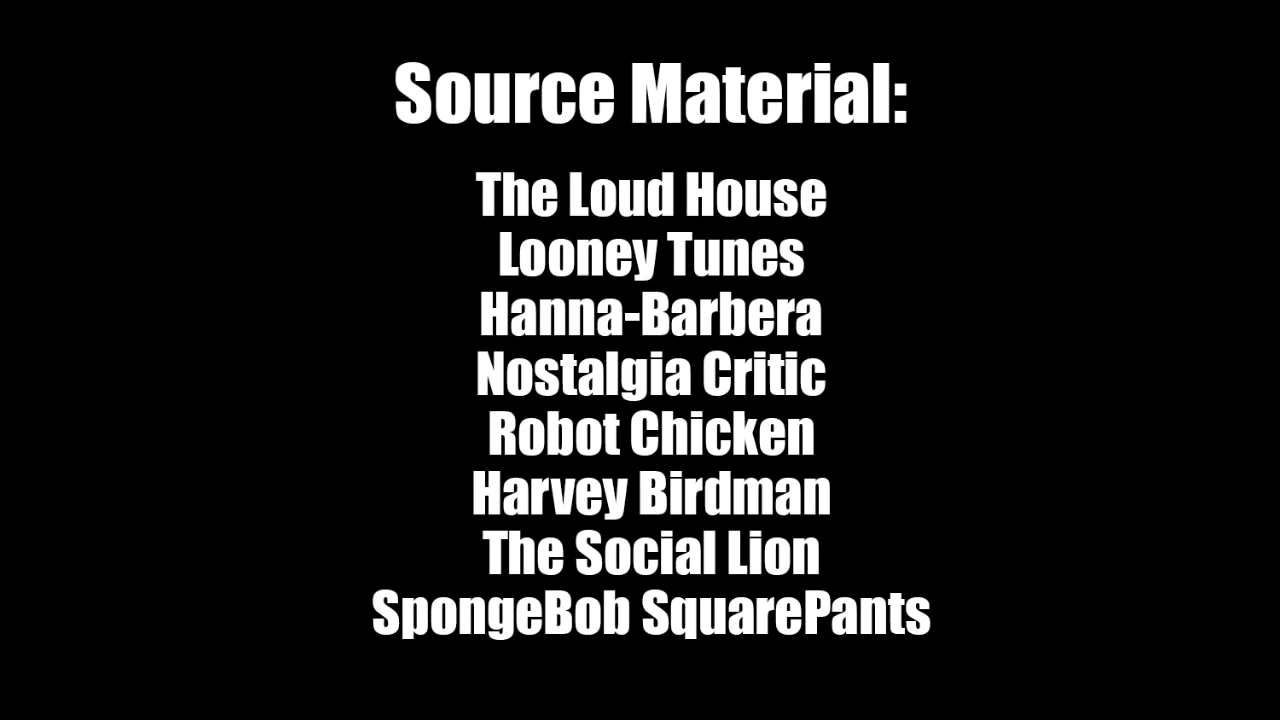 Source Material:
The Loud House
Looney Tunes
Hanna-Barbera
Nostalgia Critic
Robot Chicken
Harvey Birdman
The Social Lion
SpongeBob SquarePants